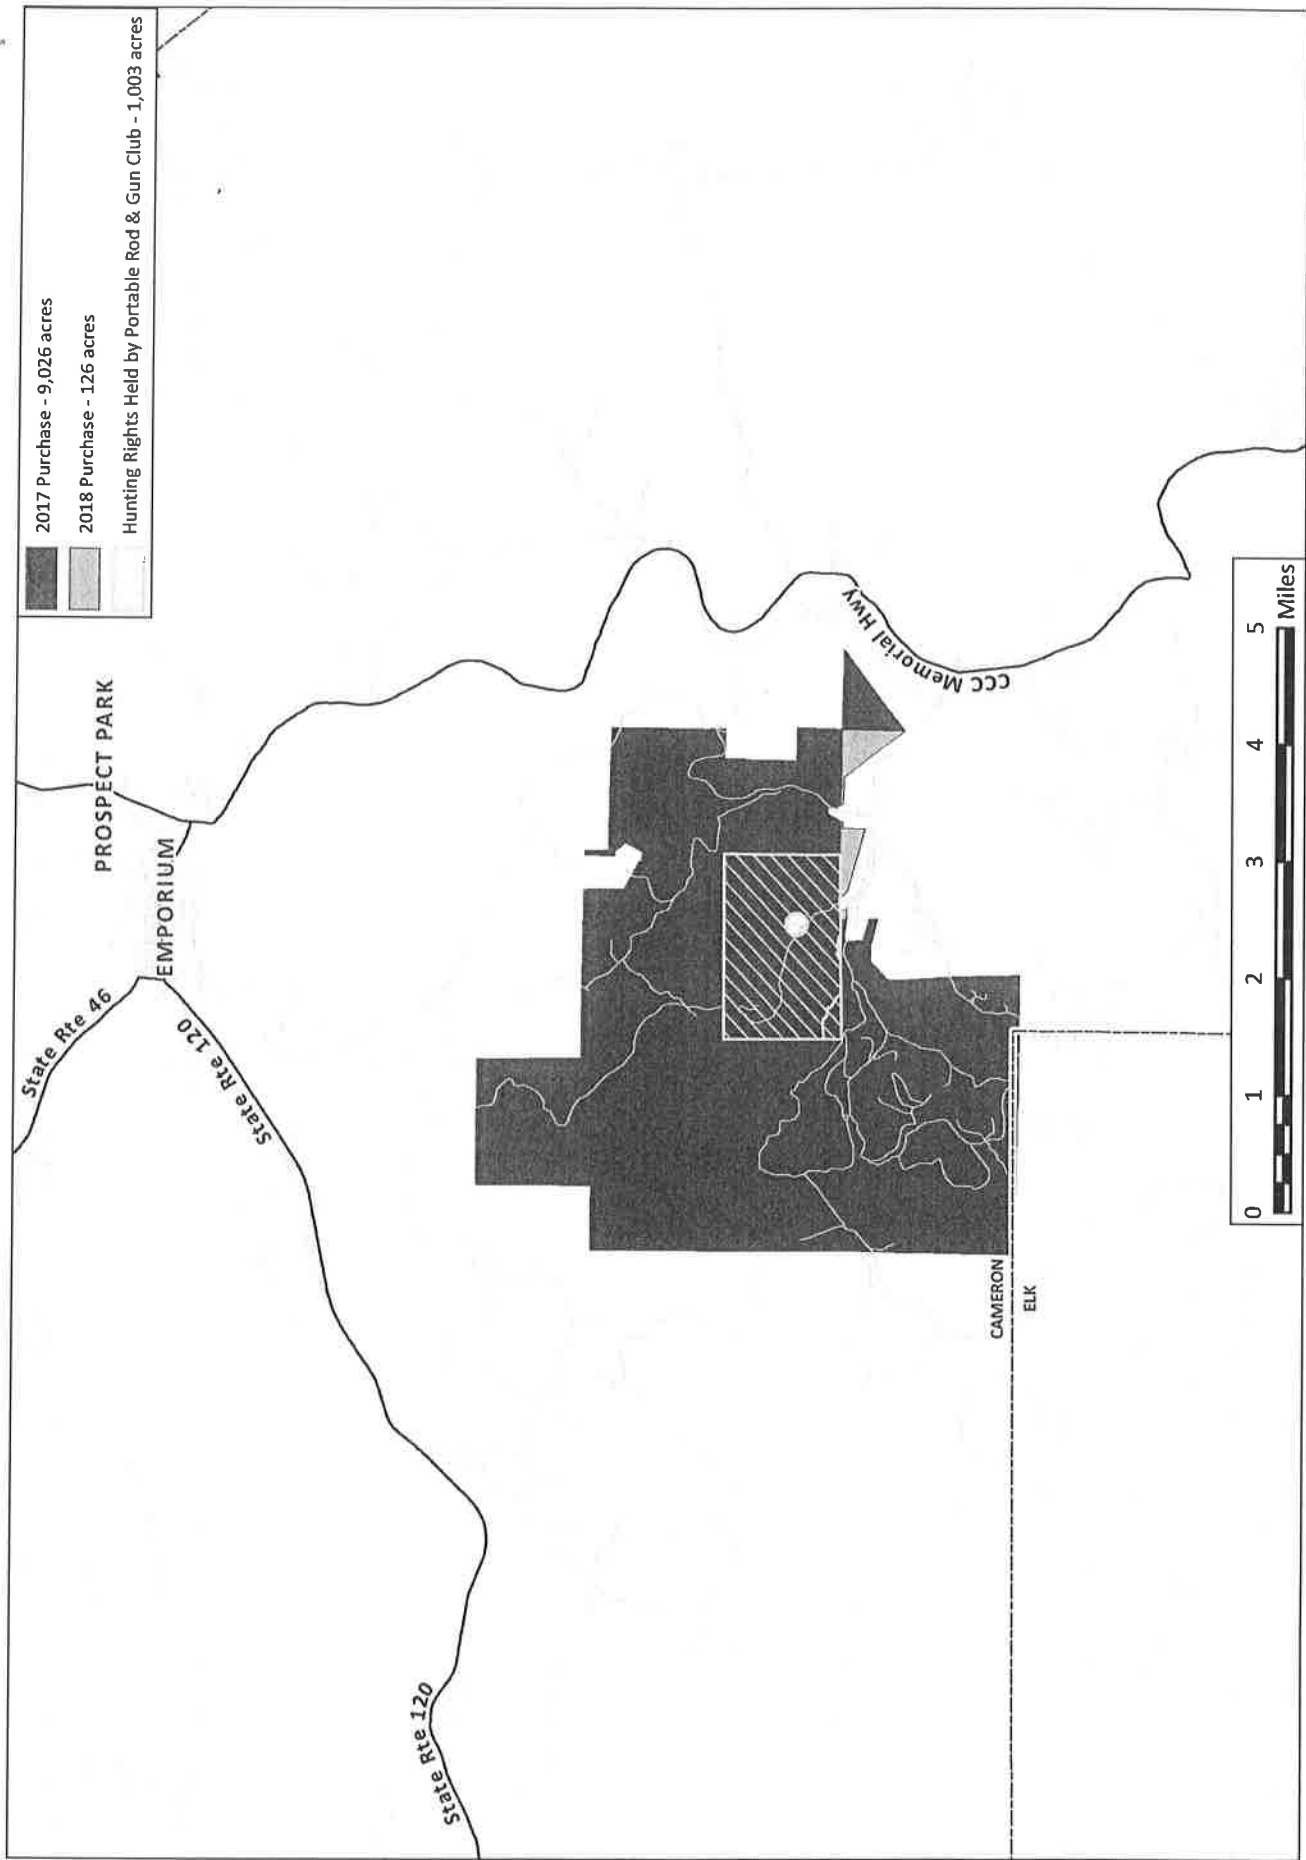 2017 Purchase - 9,026 acres
2018 Purchase - 126 acres
Hunting Rights Held by Portable Rod & Gun Club - 1,003 acres
State Rte 46
PROSPECT PARK
EMPORIUM
State Rte 120
State Rte 120
CCC Memorial Hwy
CAMERON
ELK
0 1 2 3 4 5
Miles